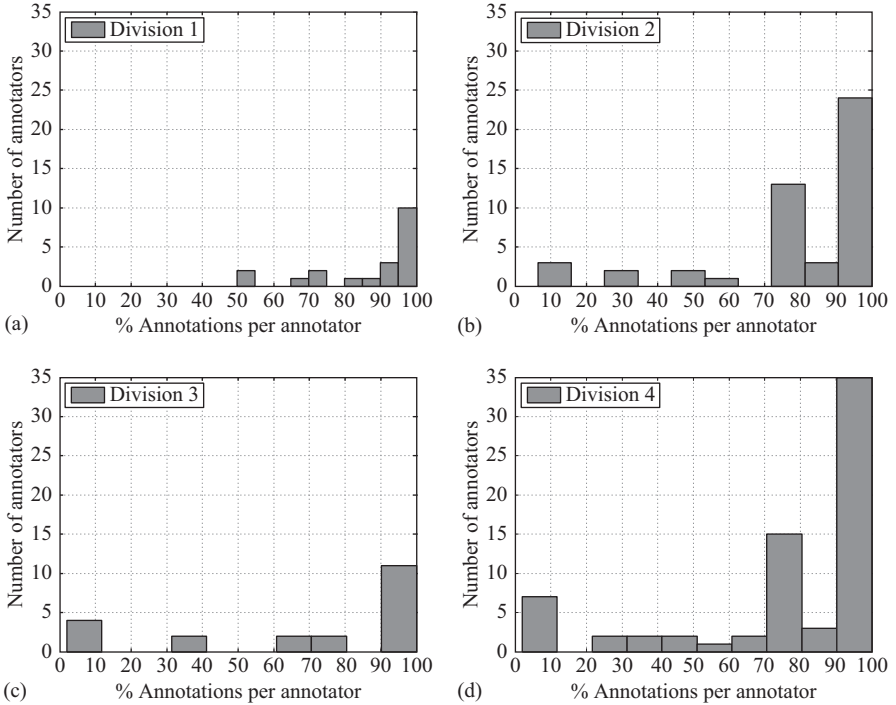 35
Division 1
30
25
20
15
10
5
0
Number of annotators
0 10 20 30 40 50 60 70 80 90 100
% Annotations per annotator
(a)
35
Division 2
30
25
20
15
10
5
0
Number of annotators
0 10 20 30 40 50 60 70 80 90 100
% Annotations per annotator
(b)
35
Division 3
30
25
20
15
10
5
0
Number of annotators
0 10 20 30 40 50 60 70 80 90 100
% Annotations per annotator
(c)
35
Division 4
30
25
20
15
10
5
0
Number of annotators
0 10 20 30 40 50 60 70 80 90 100
% Annotations per annotator
(d)